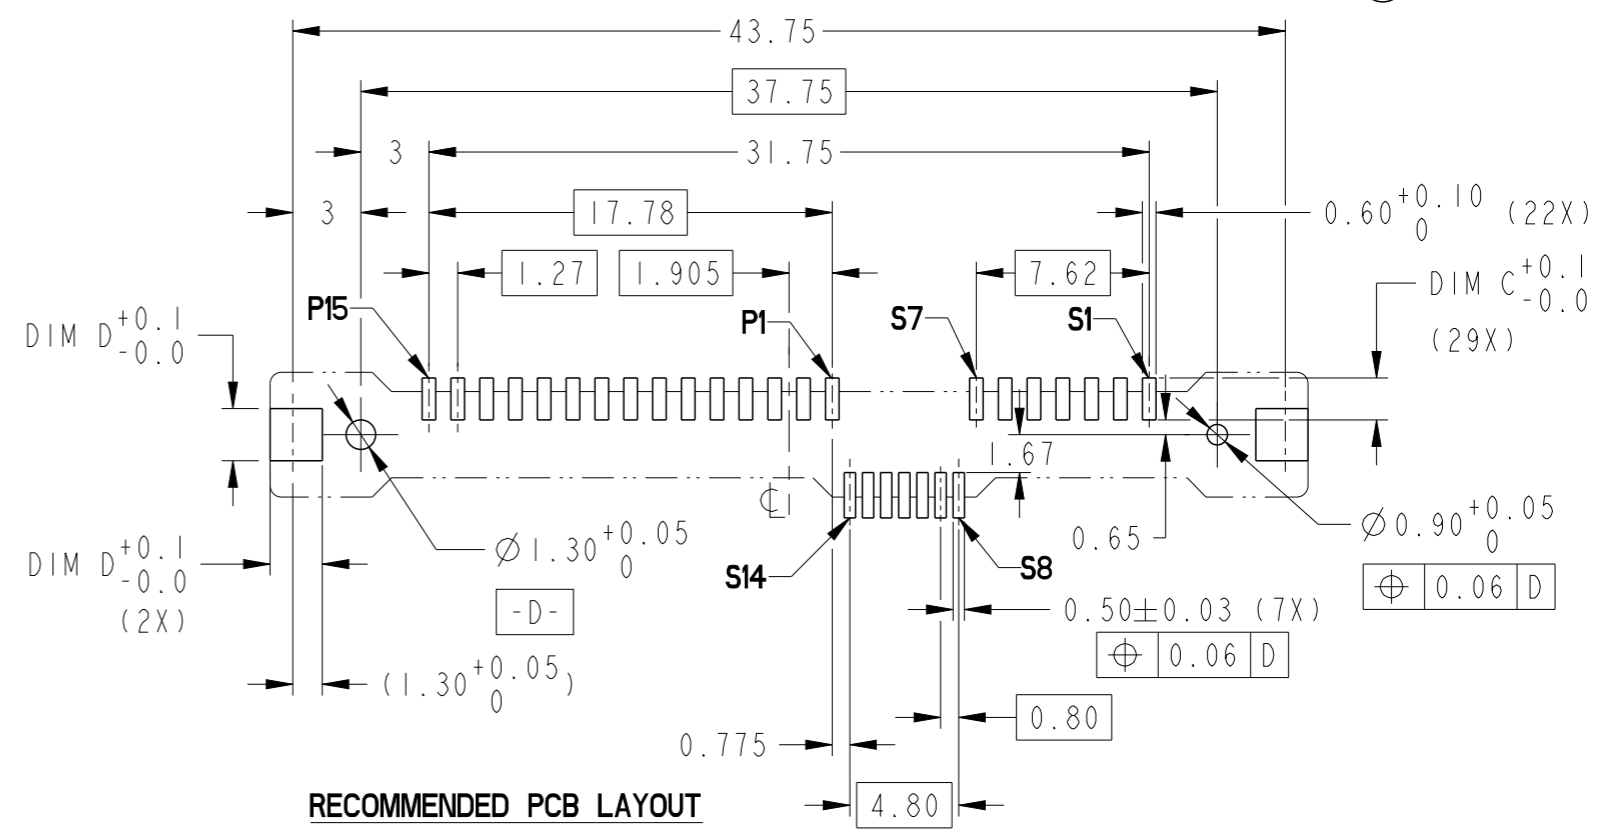 43.75
37.75
3
31.75
3
17.78
0.60 +0.10 0 (22X)
1.27
1.905
7.62
DIM C +0.1 -0.0
(29X)
P15
P1
S7
S1
DIM D +0.1 -0.0
1.67
℄
DIM D +0.1 -0.0
(2X)
⌀1.30 +0.05 0
-D-
S14
S8
0.65
⌀0.90 +0.05 0
⌖ 0.06 D
0.50±0.03 (7X)
⌖ 0.06 D
(1.30 +0.05 0)
0.80
0.775
4.80
RECOMMENDED PCB LAYOUT